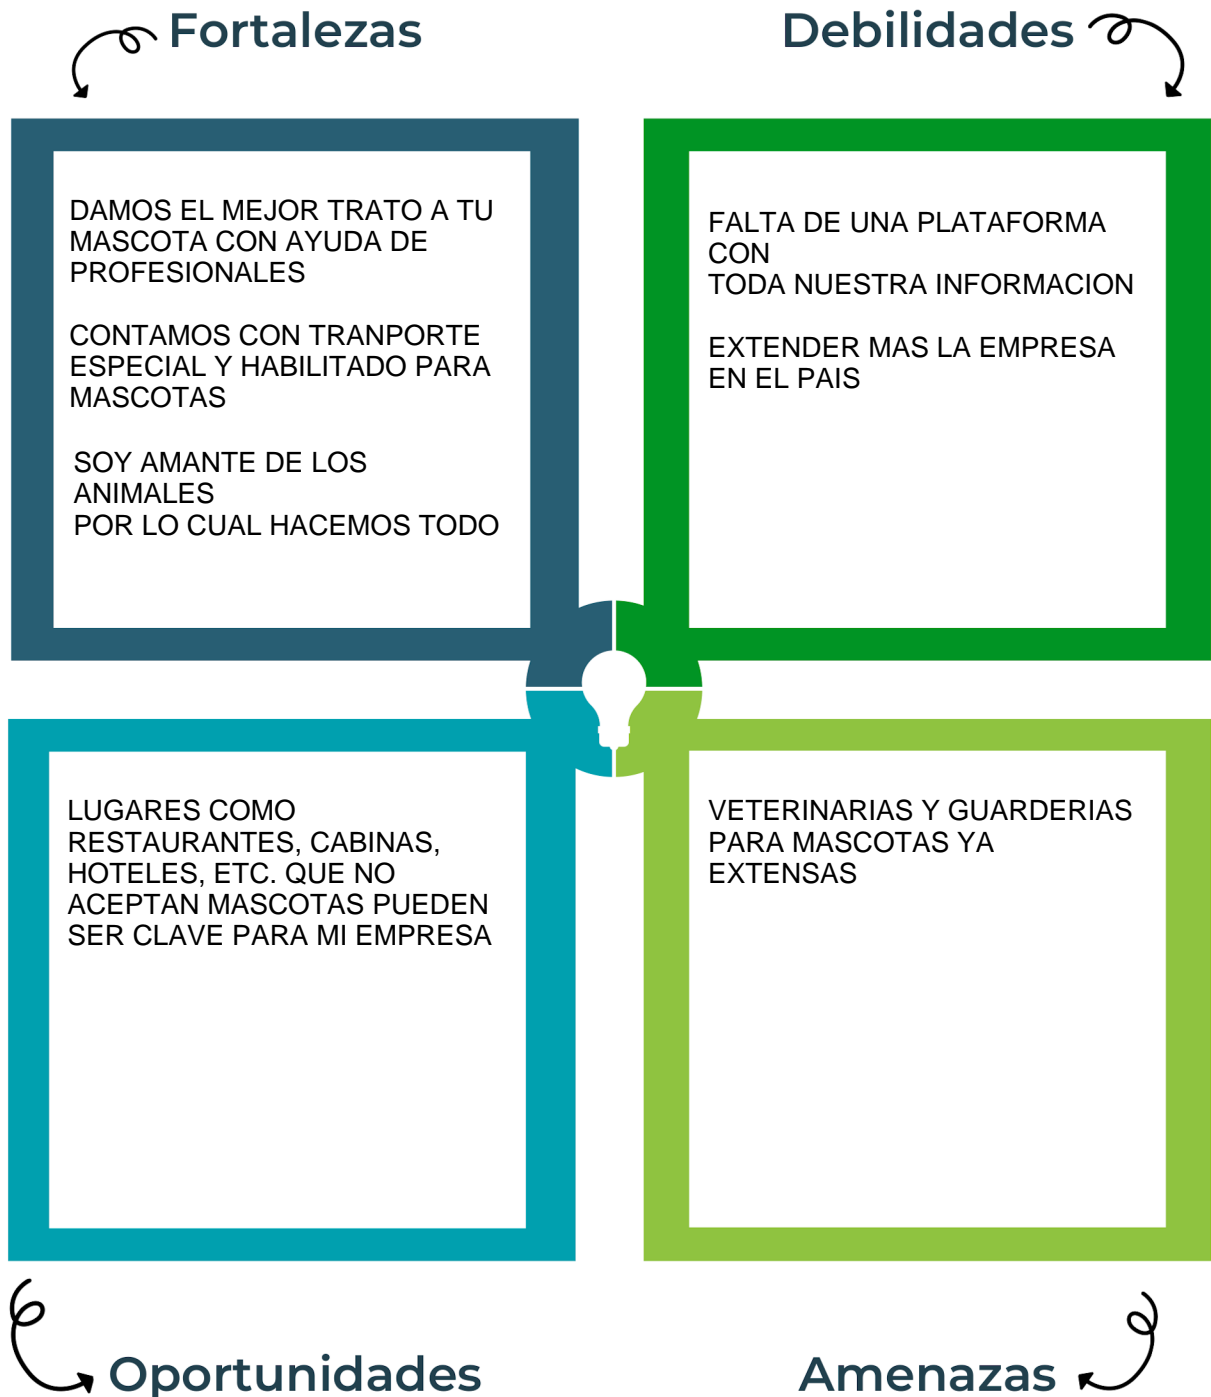 Fortalezas
DAMOS EL MEJOR TRATO A TU
MASCOTA CON AYUDA DE
PROFESIONALES
CONTAMOS CON TRANPORTE
ESPECIAL Y HABILITADO PARA
MASCOTAS
SOY AMANTE DE LOS
ANIMALES
POR LO CUAL HACEMOS TODO
Debilidades
FALTA DE UNA PLATAFORMA
CON
TODA NUESTRA INFORMACION
EXTENDER MAS LA EMPRESA
EN EL PAIS
LUGARES COMO
RESTAURANTES, CABINAS,
HOTELES, ETC. QUE NO
ACEPTAN MASCOTAS PUEDEN
SER CLAVE PARA MI EMPRESA
Oportunidades
VETERINARIAS Y GUARDERIAS
PARA MASCOTAS YA
EXTENSAS
Amenazas